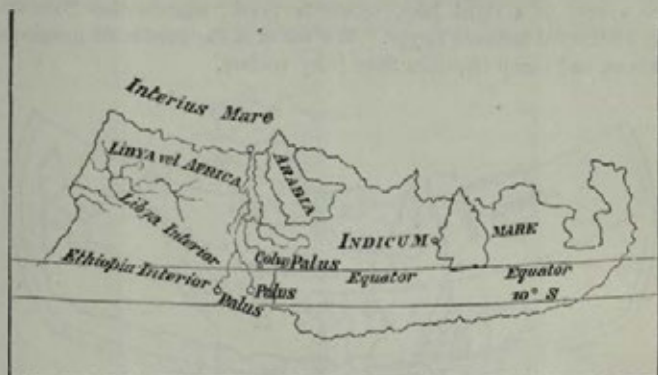 Interius Mare
LIBYA vel AFRICA
ARABIA
Libya Interior
INDICUM
MARE
Ethiopia Interior
Coloe Palus
Equator
Equator
Palus
Palus
10° S